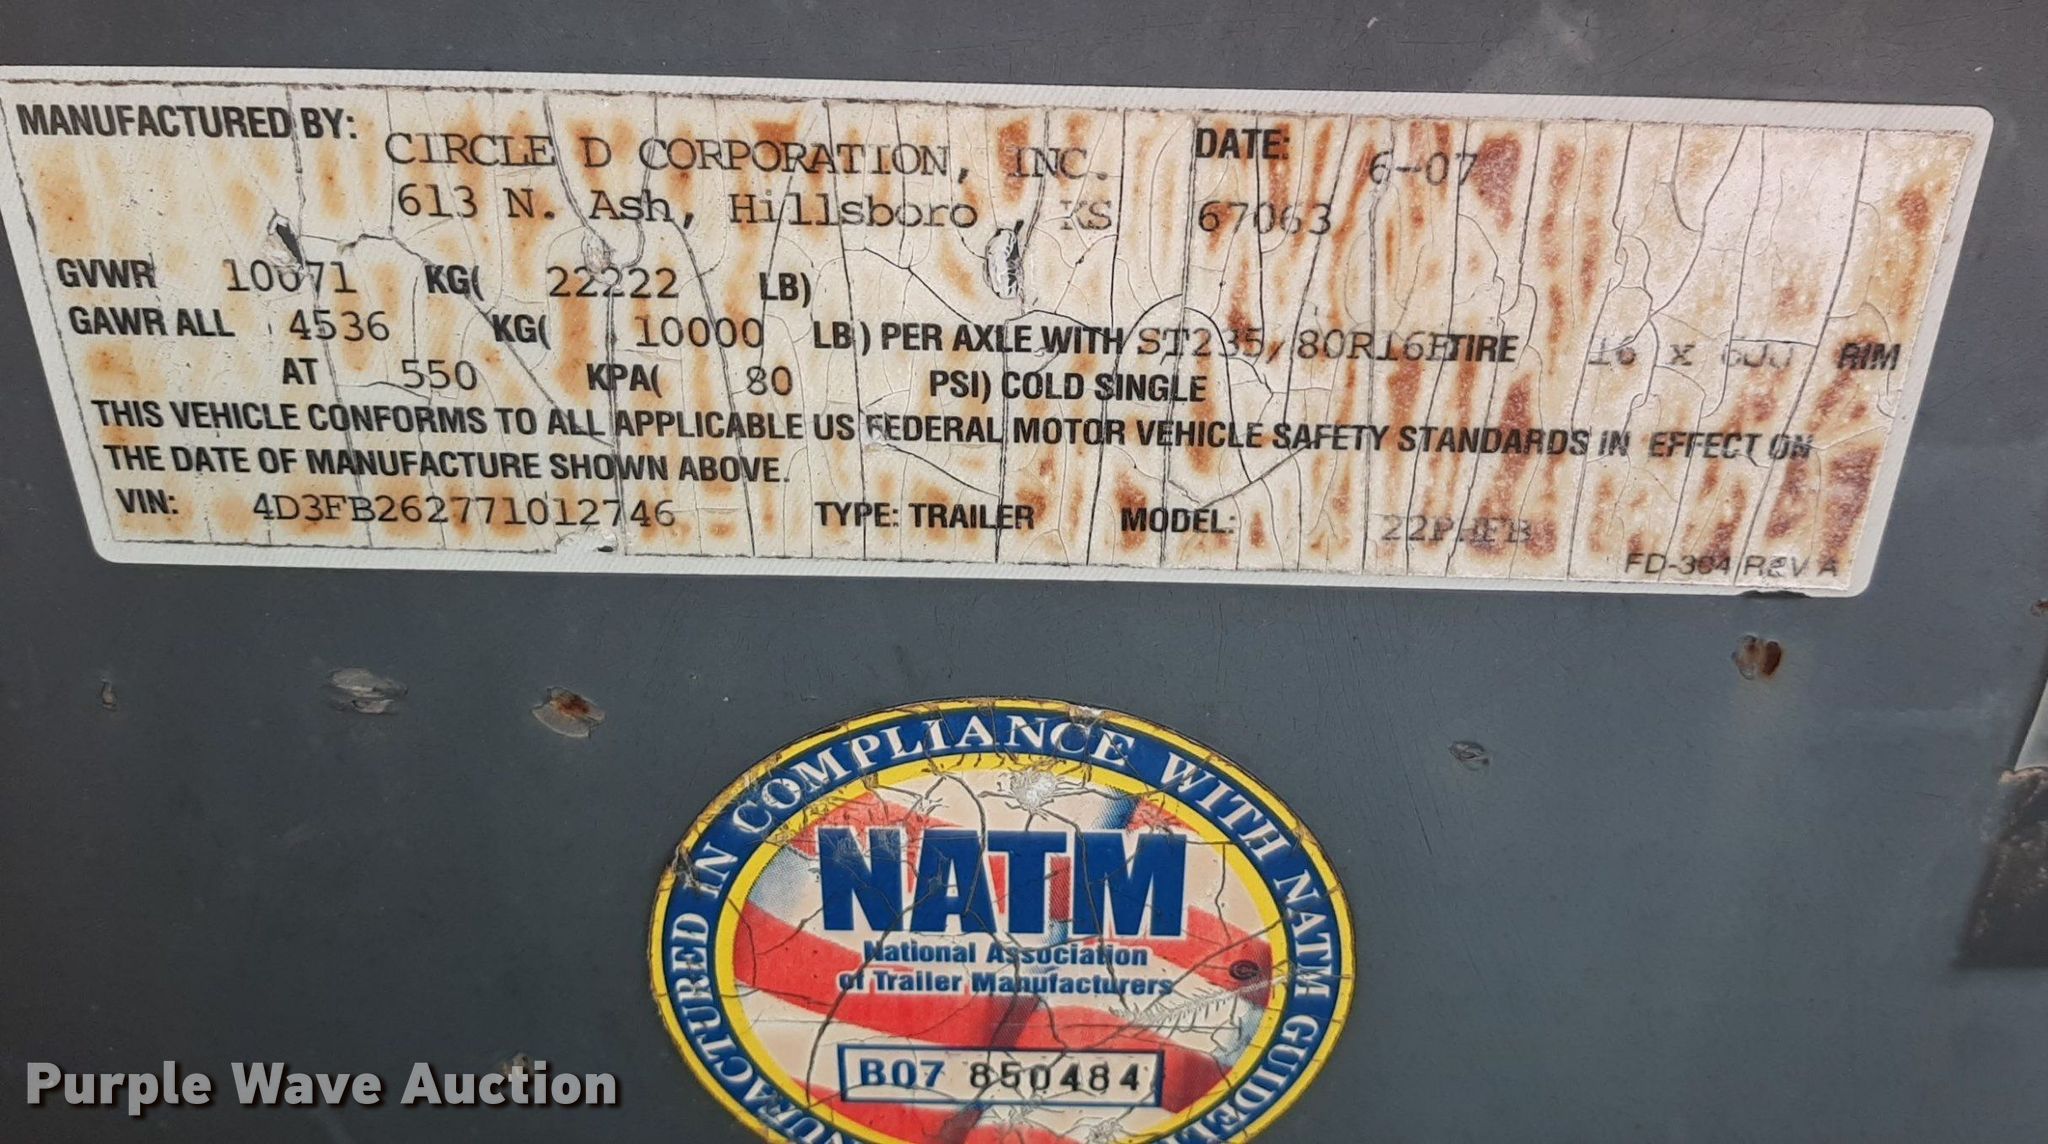 MANUFACTURED BY: CIRCLE D CORPORATION, INC. DATE: 6-07
613 N. Ash, Hillsboro, KS 67063
GVWR 10071 KG( 22222 LB)
GAWR ALL 4536 KG( 10000 LB) PER AXLE WITH ST235/80R16E TIRE 16 X RIM
AT 550 KPA( 80 PSI) COLD SINGLE
THIS VEHICLE CONFORMS TO ALL APPLICABLE US FEDERAL MOTOR VEHICLE SAFETY STANDARDS IN EFFECT ON
THE DATE OF MANUFACTURE SHOWN ABOVE.
VIN: 4D3FB262771012746 TYPE: TRAILER MODEL:
FD-304 REV A
MANUFACTURED IN COMPLIANCE WITH NATM
NATM
National Association
of Trailer Manufacturers
B07 850484
Purple Wave Auction